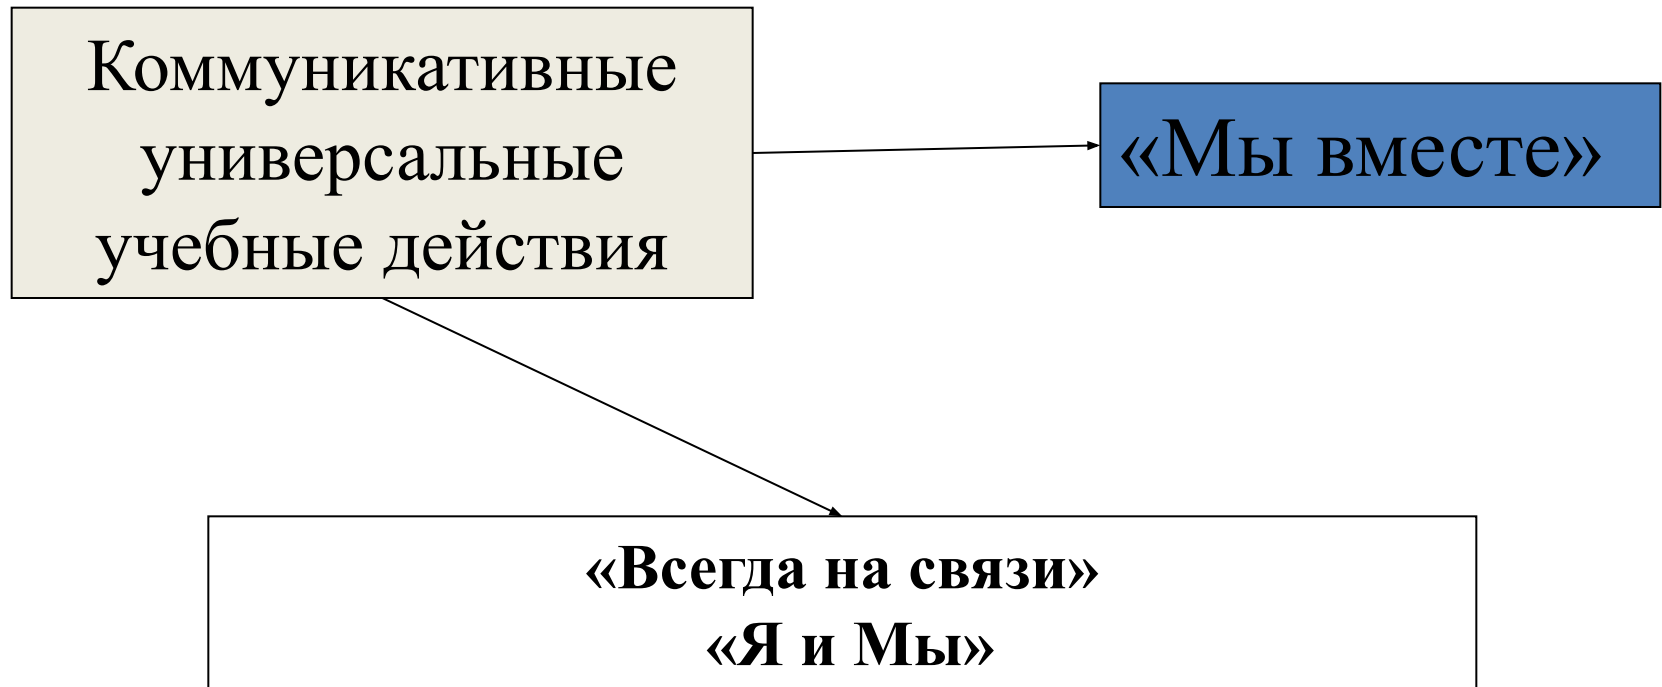 Коммуникативные
универсальные
учебные действия
«Мы вместе»
«Всегда на связи»
«Я и Мы»